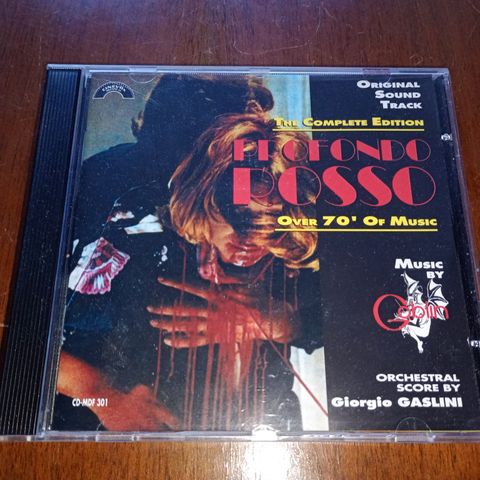 CINEVOX
ORIGINAL
SOUND
TRACK
THE COMPLETE EDITION
PROFONDO
ROSSO
OVER 70' OF MUSIC
MUSIC
BY
Goblin
ORCHESTRAL
SCORE BY
Giorgio GASLINI
CD-MDF 301